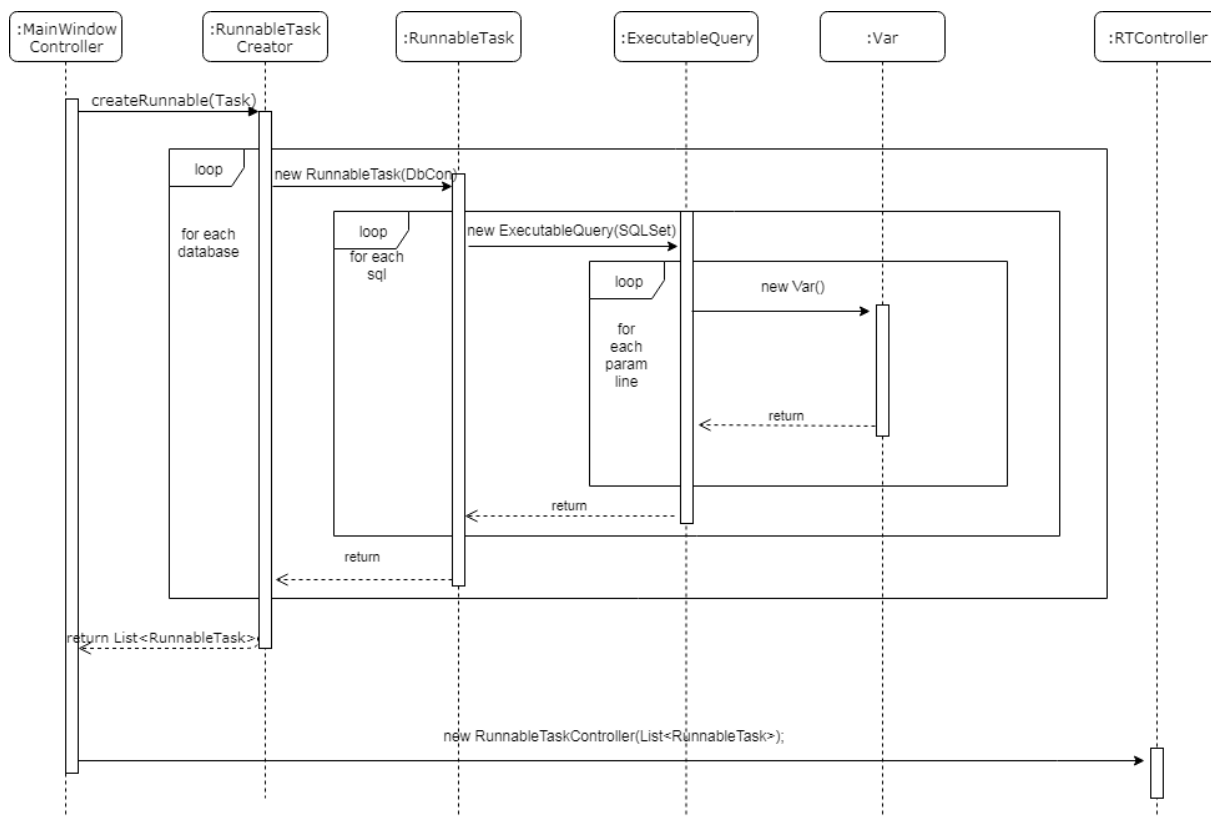 :MainWindow
Controller
:RunnableTask
Creator
:RunnableTask
:ExecutableQuery
:Var
:RTController
createRunnable(Task)
loop
new RunnableTask(DbCon)
for each
database
loop
new ExecutableQuery(SQLSet)
for each
sql
loop
new Var()
for
each
param
line
return
return
return
return List<RunnableTask>
new RunnableTaskController(List<RunnableTask>);